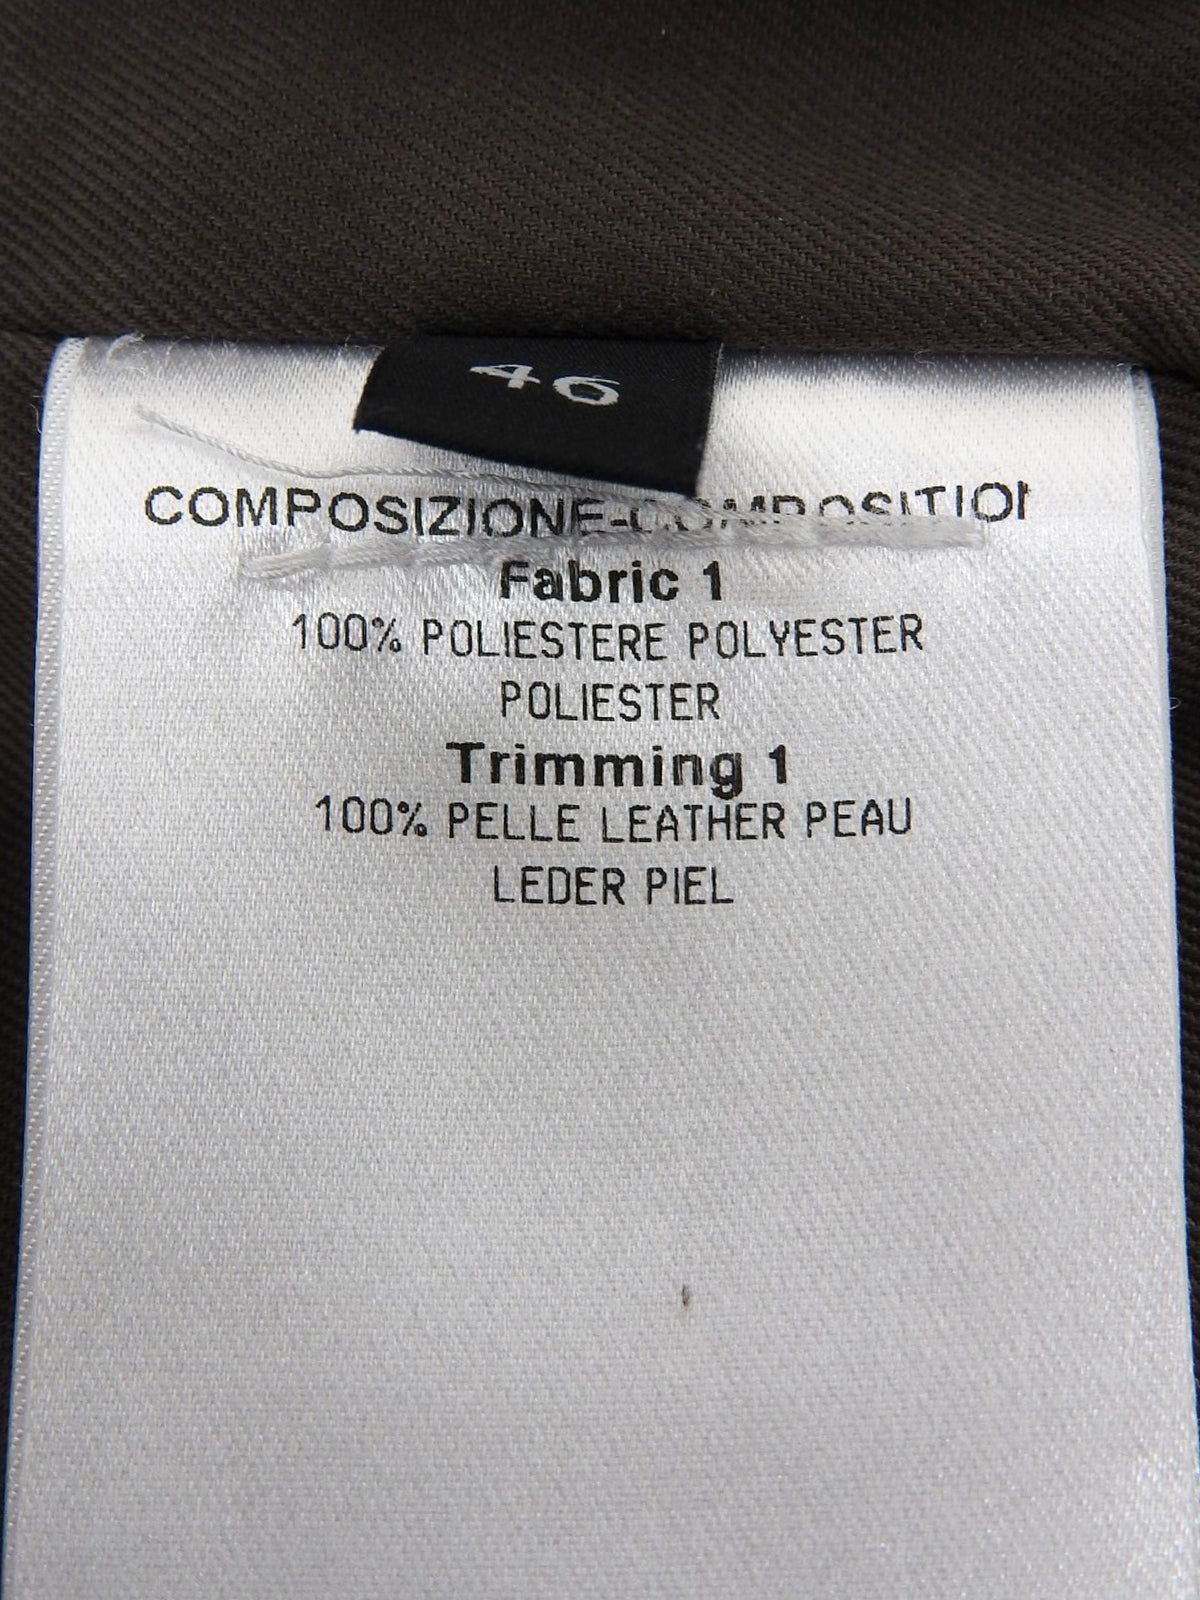 46
COMPOSIZIONE-COMPOSITION
Fabric 1
100% POLIESTERE POLYESTER
POLIESTER
Trimming 1
100% PELLE LEATHER PEAU
LEDER PIEL